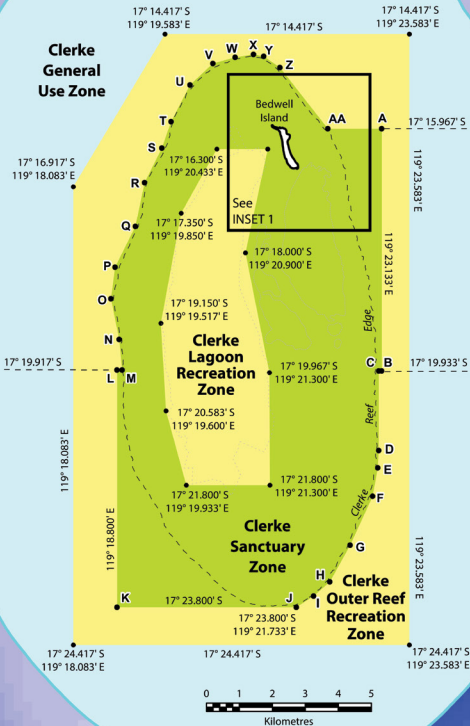 17° 14.417' S
119° 19.583' E
17° 14.417' S
17° 14.417' S
119° 23.583' E
Clerke
General
Use Zone
V
W
X
Y
Z
U
T
S
R
Q
P
O
N
L
M
Bedwell
Island
AA
A
17° 15.967' S
17° 16.917' S
119° 18.083' E
17° 16.300' S
119° 20.433' E
See
INSET 1
119° 23.583' E
17° 17.350' S
119° 19.850' E
17° 18.000' S
119° 20.900' E
119° 23.133' E
17° 19.150' S
119° 19.517' E
Clerke
Lagoon
Recreation
Zone
17° 19.917' S
17° 19.967' S
119° 21.300' E
C
B
17° 19.933' S
Clerke Reef Edge
17° 20.583' S
119° 19.600' E
119° 18.083' E
D
E
F
17° 21.800' S
119° 19.933' E
17° 21.800' S
119° 21.300' E
119° 18.800' E
Clerke
Sanctuary
Zone
G
119° 23.583' E
H
I
J
K
Clerke
Outer Reef
Recreation
Zone
17° 23.800' S
17° 23.800' S
119° 21.733' E
17° 24.417' S
119° 18.083' E
17° 24.417' S
17° 24.417' S
119° 23.583' E
0 1 2 3 4 5
Kilometres